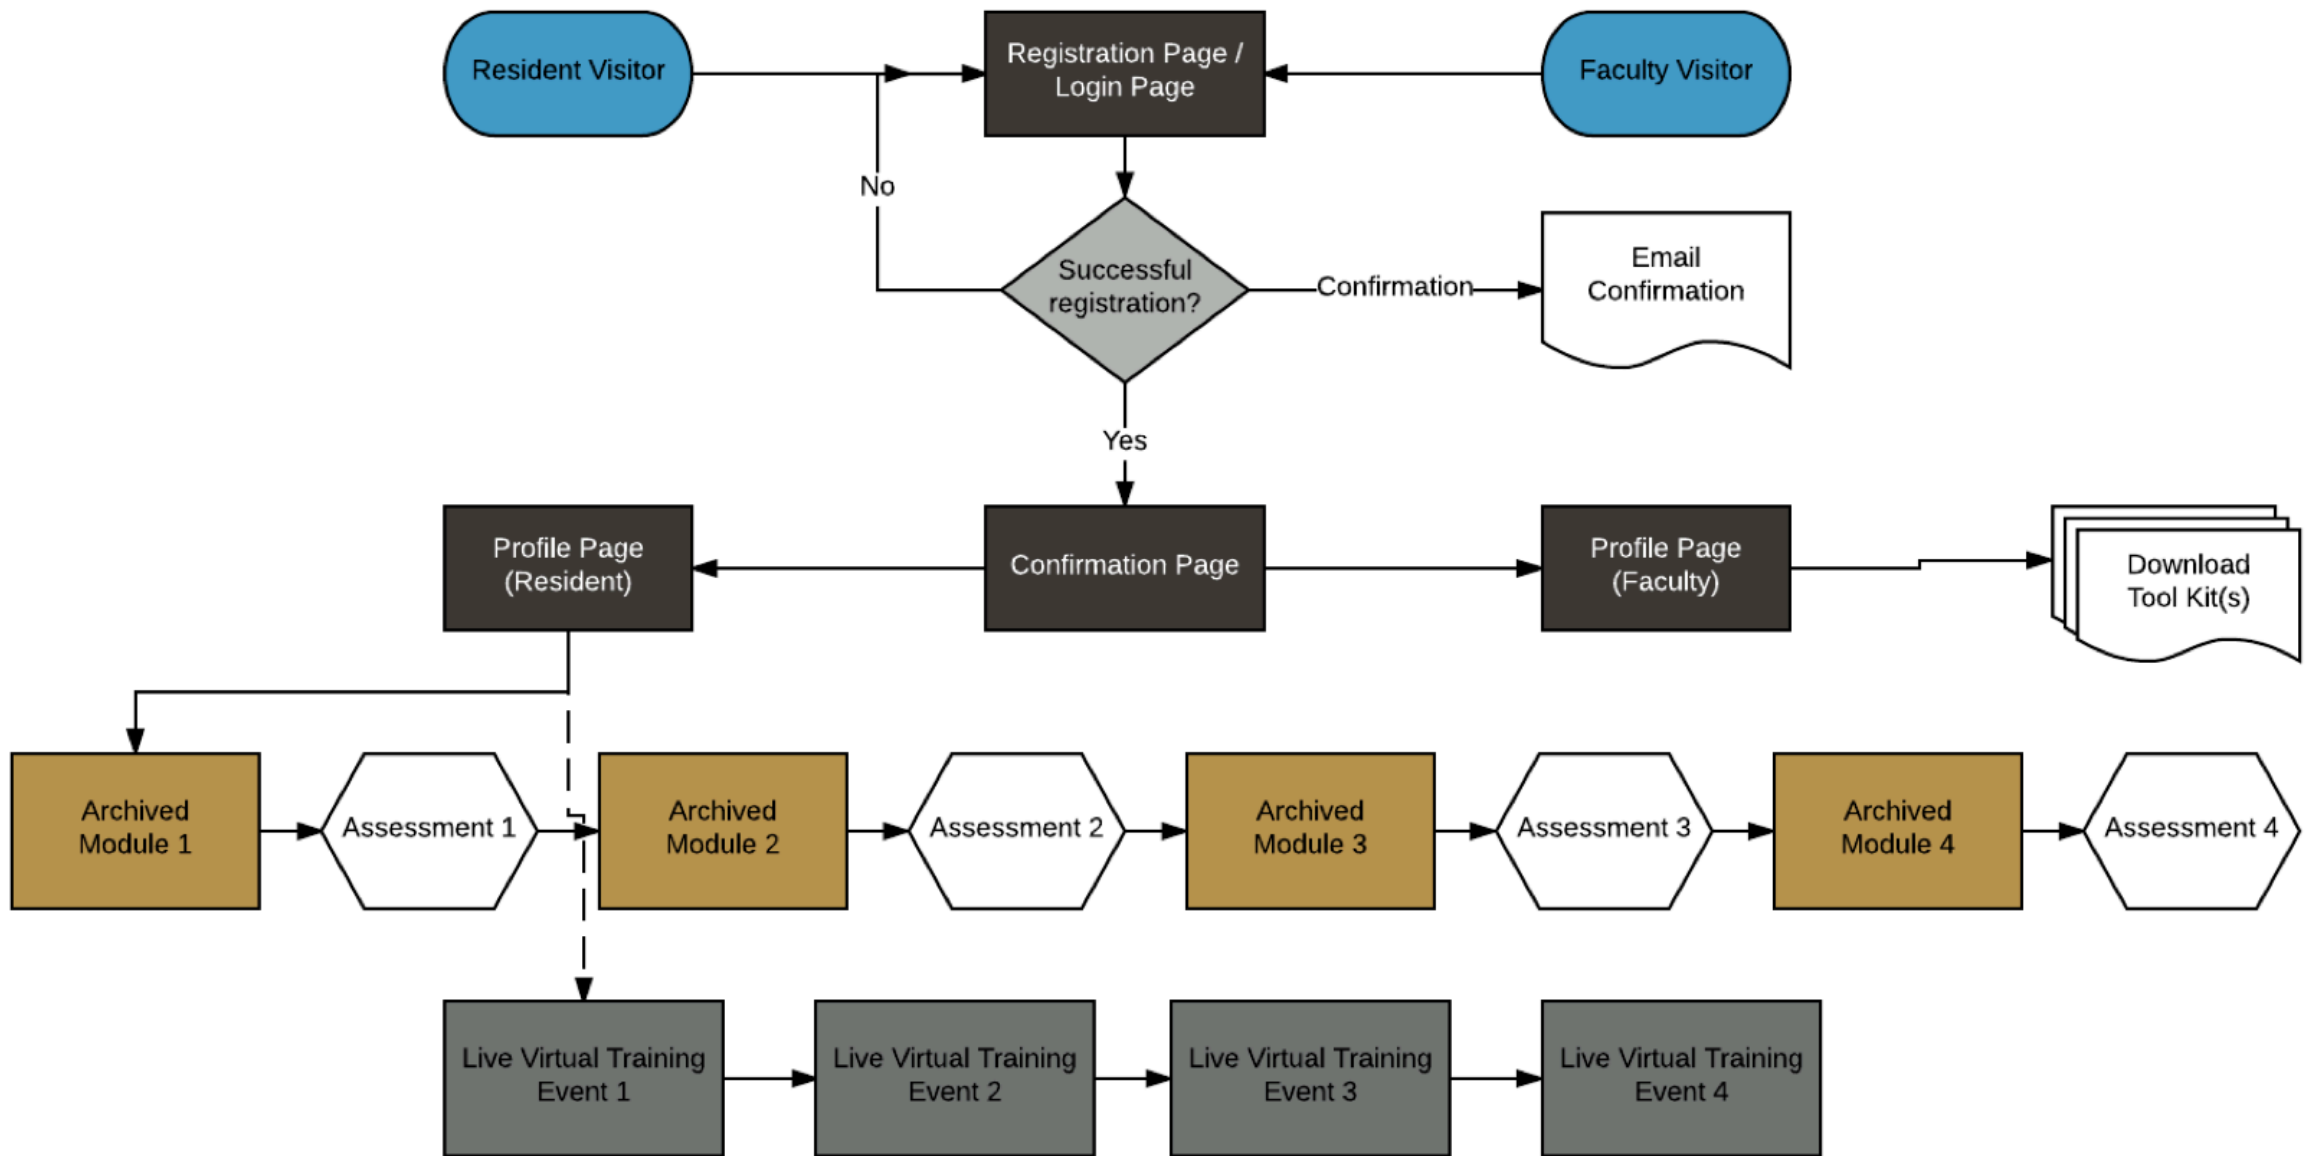 Resident Visitor
Registration Page /
Login Page
Faculty Visitor
No
Successful
registration?
Confirmation
Email
Confirmation
Yes
Profile Page
(Resident)
Confirmation Page
Profile Page
(Faculty)
Download
Tool Kit(s)
Archived
Module 1
Assessment 1
Archived
Module 2
Assessment 2
Archived
Module 3
Assessment 3
Archived
Module 4
Assessment 4
Live Virtual Training
Event 1
Live Virtual Training
Event 2
Live Virtual Training
Event 3
Live Virtual Training
Event 4